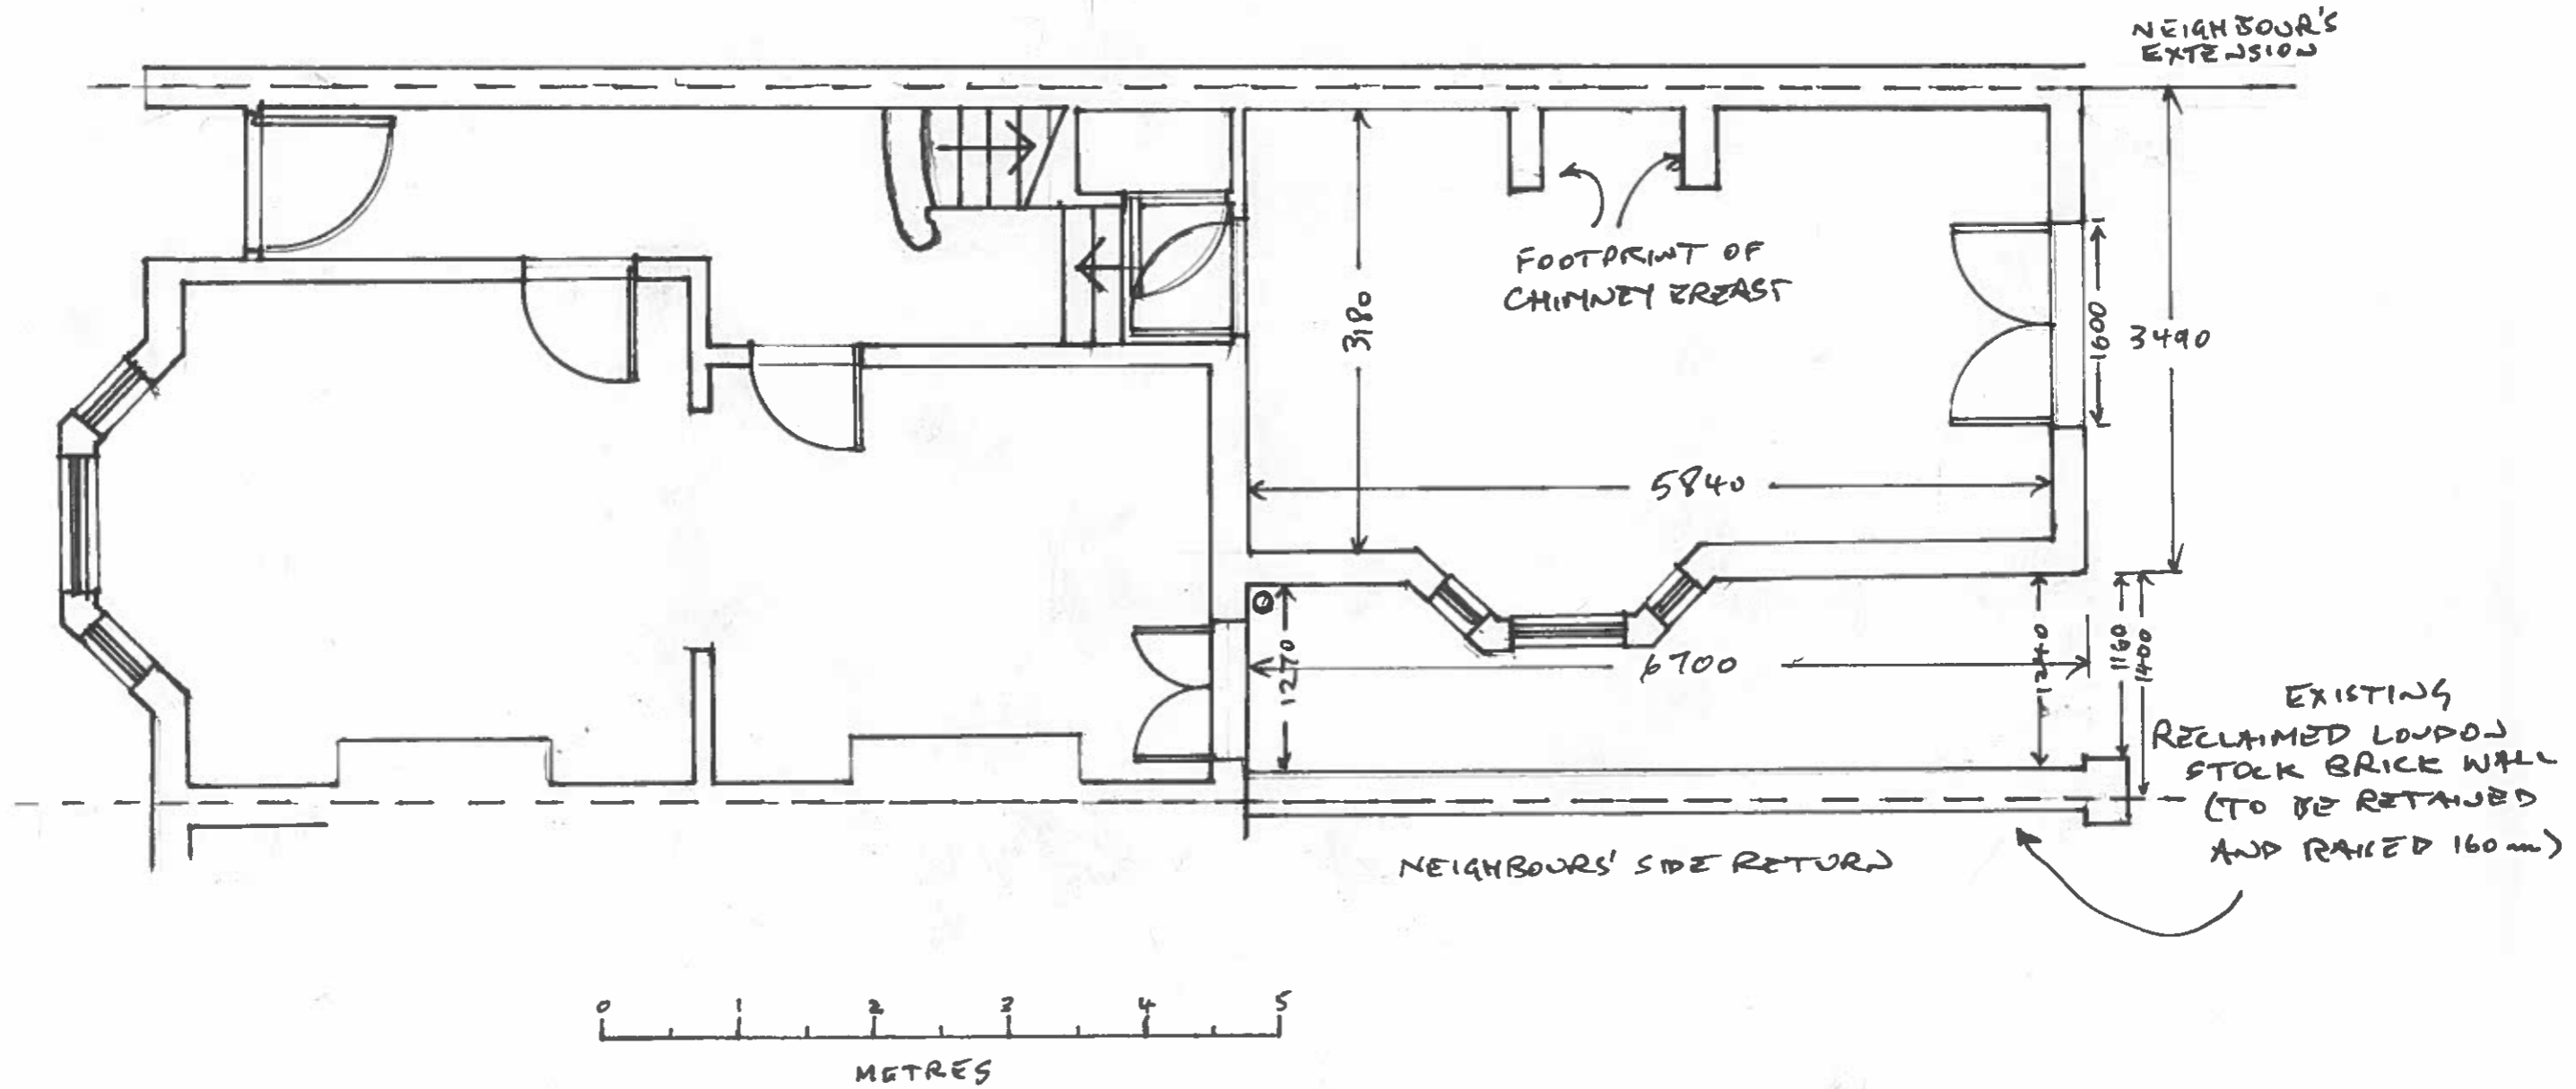 NEIGHBOUR'S
EXTENSION
FOOTPRINT OF
CHIMNEY BREAST
3180
1600
3490
5840
1270
6700
1240
1160
1400
EXISTING
RECLAIMED LONDON
STOCK BRICK WALL
(TO BE RETAINED
AND RAISED 160mm)
NEIGHBOURS' SIDE RETURN
0 1 2 3 4 5
METRES